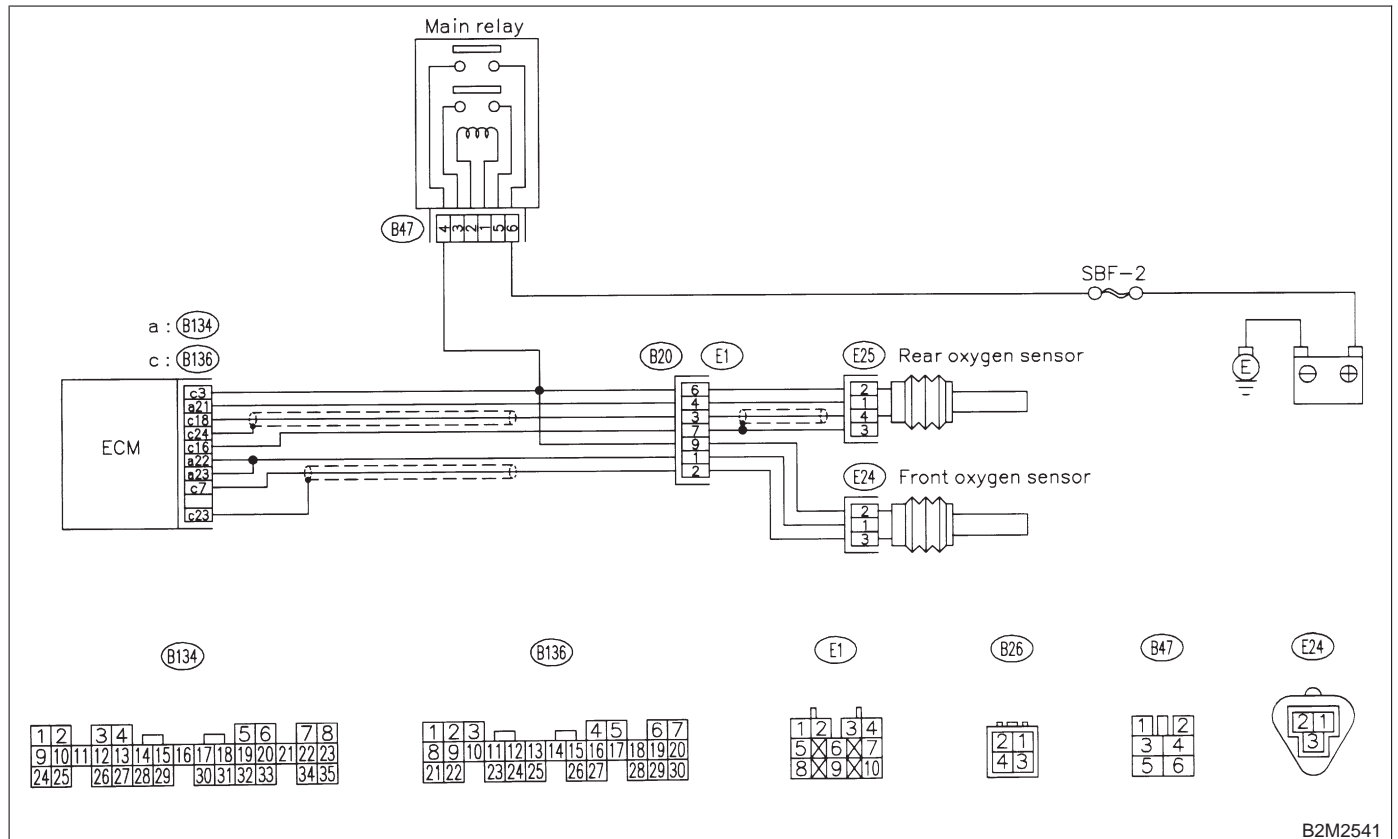 Main relay
B47 4 3 2 1 5 6
SBF-2
a : B134
c : B136
B20 E1 E25 Rear oxygen sensor
E
⊖ ⊕
ECM
c3
a21
c18
c24
c16
a22
a23
c7
c23
6
4
3
7
9
1
2
2
1
4
3
E24 Front oxygen sensor
2
1
3
B134 B136 E1 B26 B47 E24
1 2 3 4 5 6 7 8
9 10 11 12 13 14 15 16 17 18 19 20 21 22 23
24 25 26 27 28 29 30 31 32 33 34 35
1 2 3 4 5 6 7
8 9 10 11 12 13 14 15 16 17 18 19 20
21 22 23 24 25 26 27 28 29 30
1 2 3 4
5 6 7
8 9 10
2 1
4 3
1 2
3 4
5 6
2 1
3
B2M2541